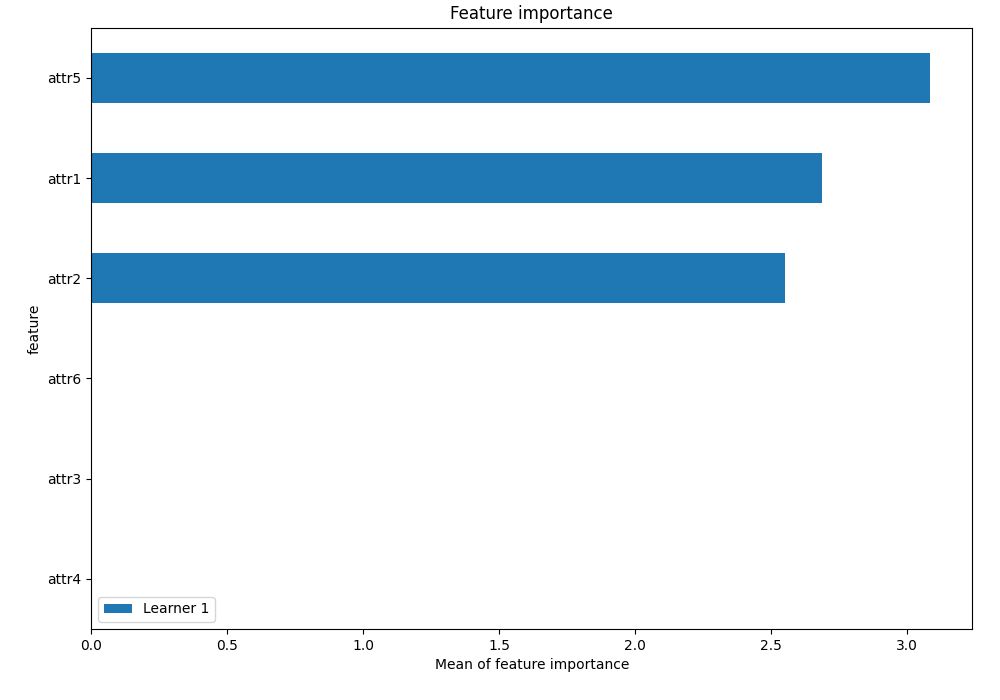 Feature importance
attr5
attr1
attr2
attr6
attr3
attr4
feature
Learner 1
0.0 0.5 1.0 1.5 2.0 2.5 3.0
Mean of feature importance